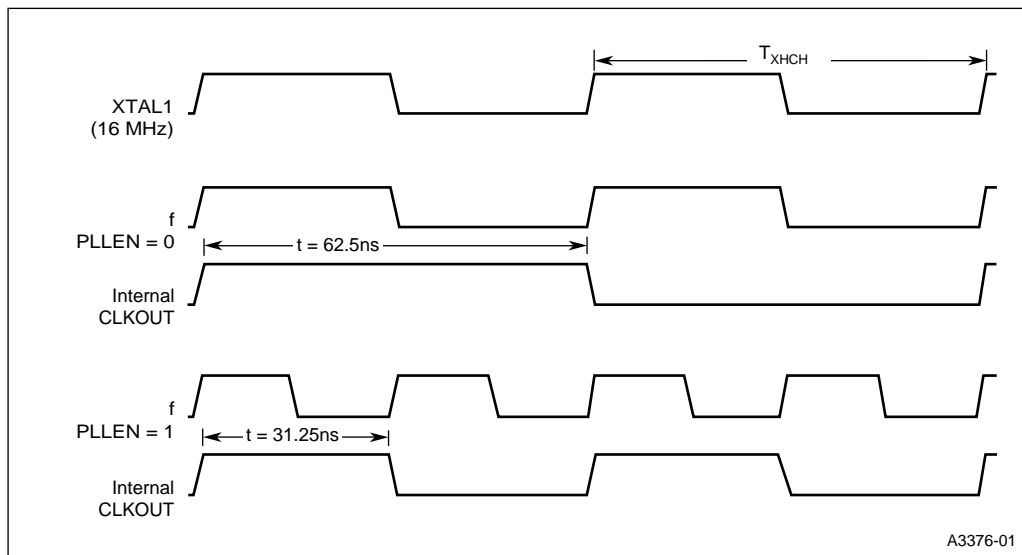 T_XHCH
XTAL1
(16 MHz)
f
PLLEN = 0
t = 62.5ns
Internal
CLKOUT
f
PLLEN = 1
t = 31.25ns
Internal
CLKOUT
A3376-01